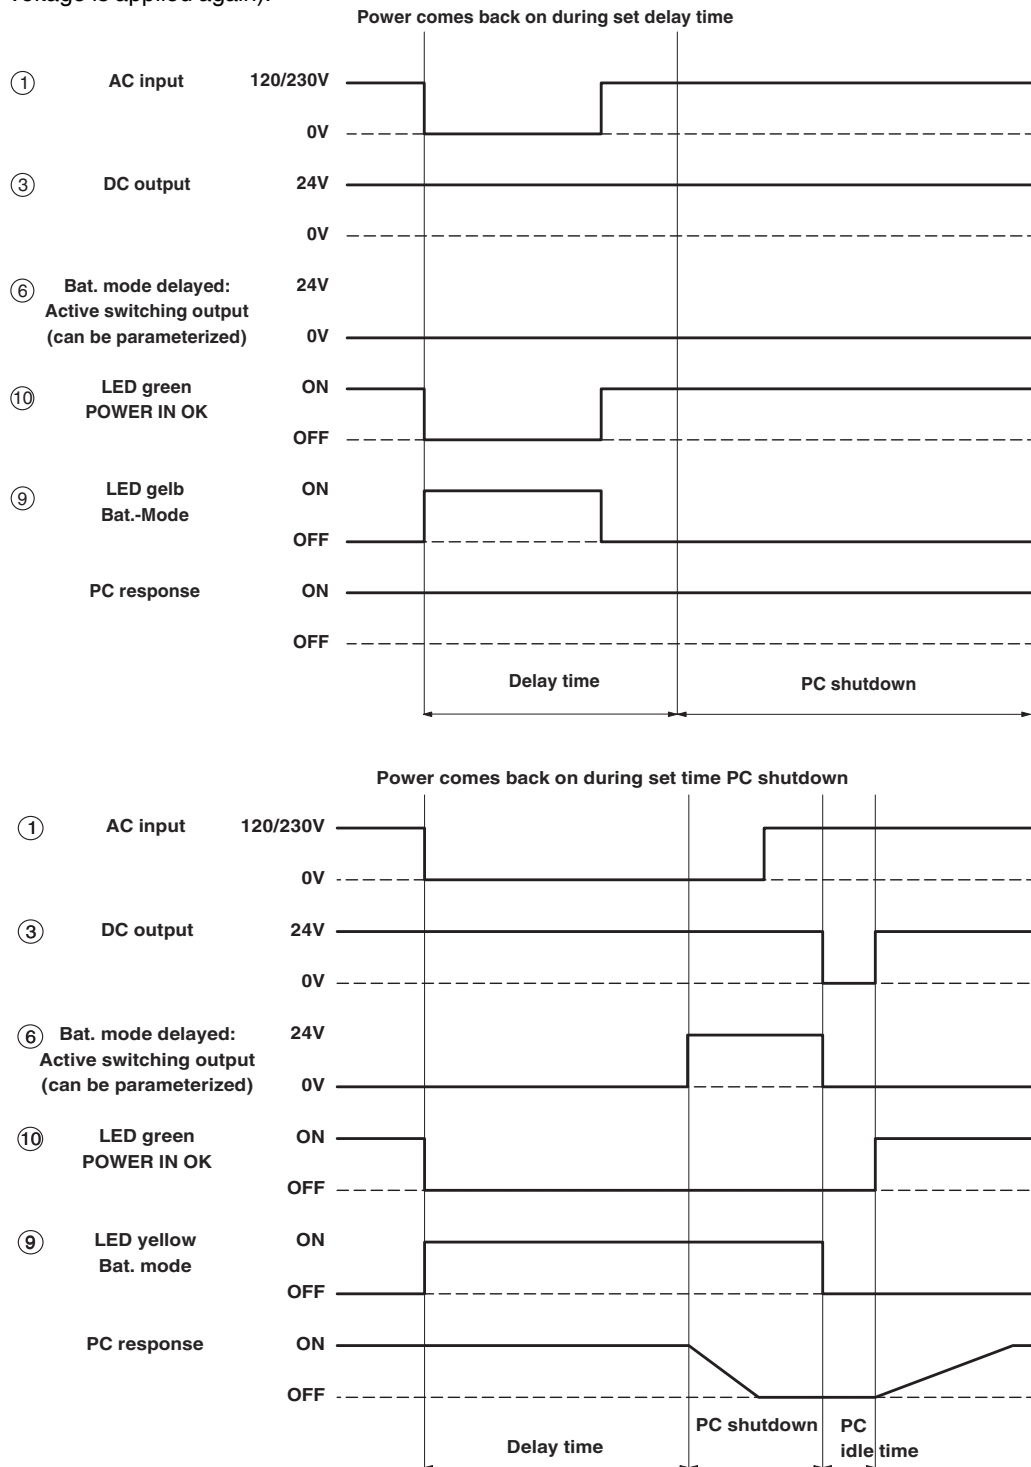 voltage is applied again).
Power comes back on during set delay time
1 AC input 120/230V
0V
3 DC output 24V
0V
6 Bat. mode delayed: 24V
Active switching output
(can be parameterized) 0V
10 LED green ON
POWER IN OK
OFF
9 LED gelb ON
Bat.-Mode
OFF
PC response ON
OFF
Delay time PC shutdown
Power comes back on during set time PC shutdown
1 AC input 120/230V
0V
3 DC output 24V
0V
6 Bat. mode delayed: 24V
Active switching output
(can be parameterized) 0V
10 LED green ON
POWER IN OK
OFF
9 LED yellow ON
Bat. mode
OFF
PC response ON
OFF
PC shutdown PC
Delay time idle time